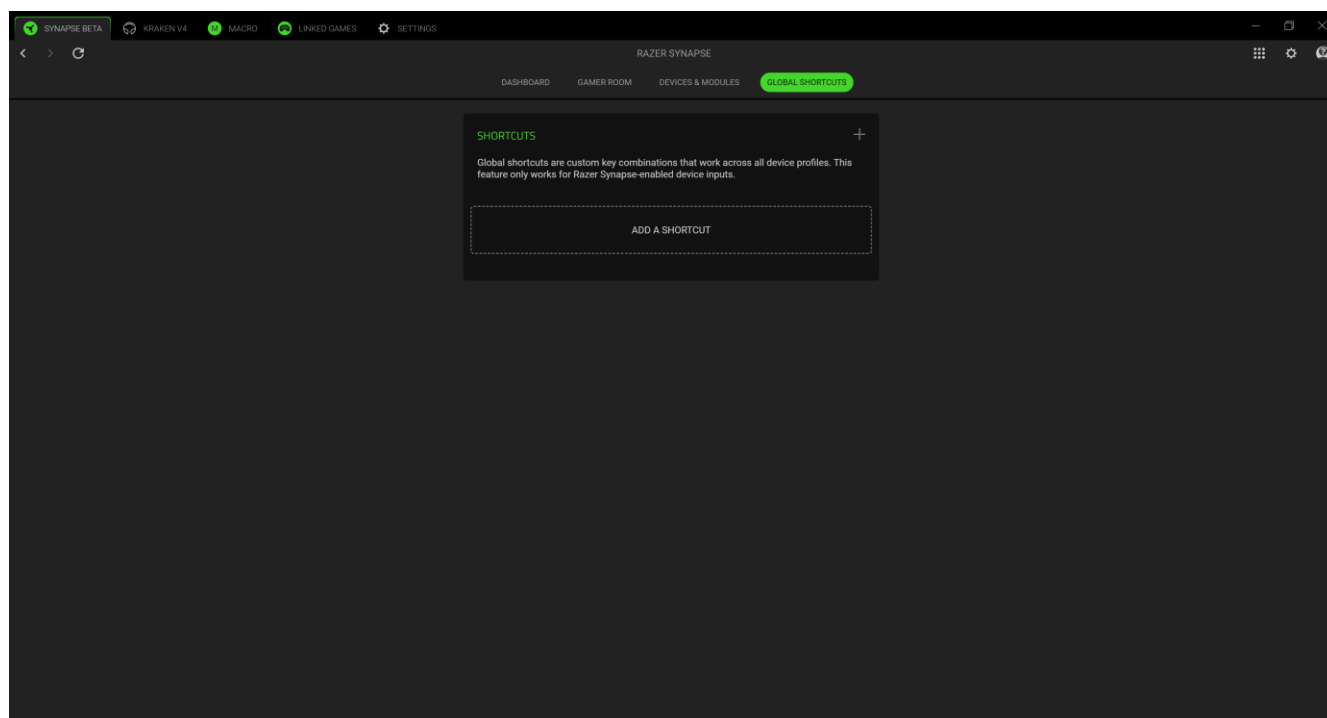 SYNAPSE BETA KRAKEN V4 M MACRO LINKED GAMES SETTINGS
RAZER SYNAPSE
DASHBOARD GAMER ROOM DEVICES & MODULES GLOBAL SHORTCUTS
SHORTCUTS
Global shortcuts are custom key combinations that work across all device profiles. This
feature only works for Razer Synapse-enabled device inputs.
ADD A SHORTCUT